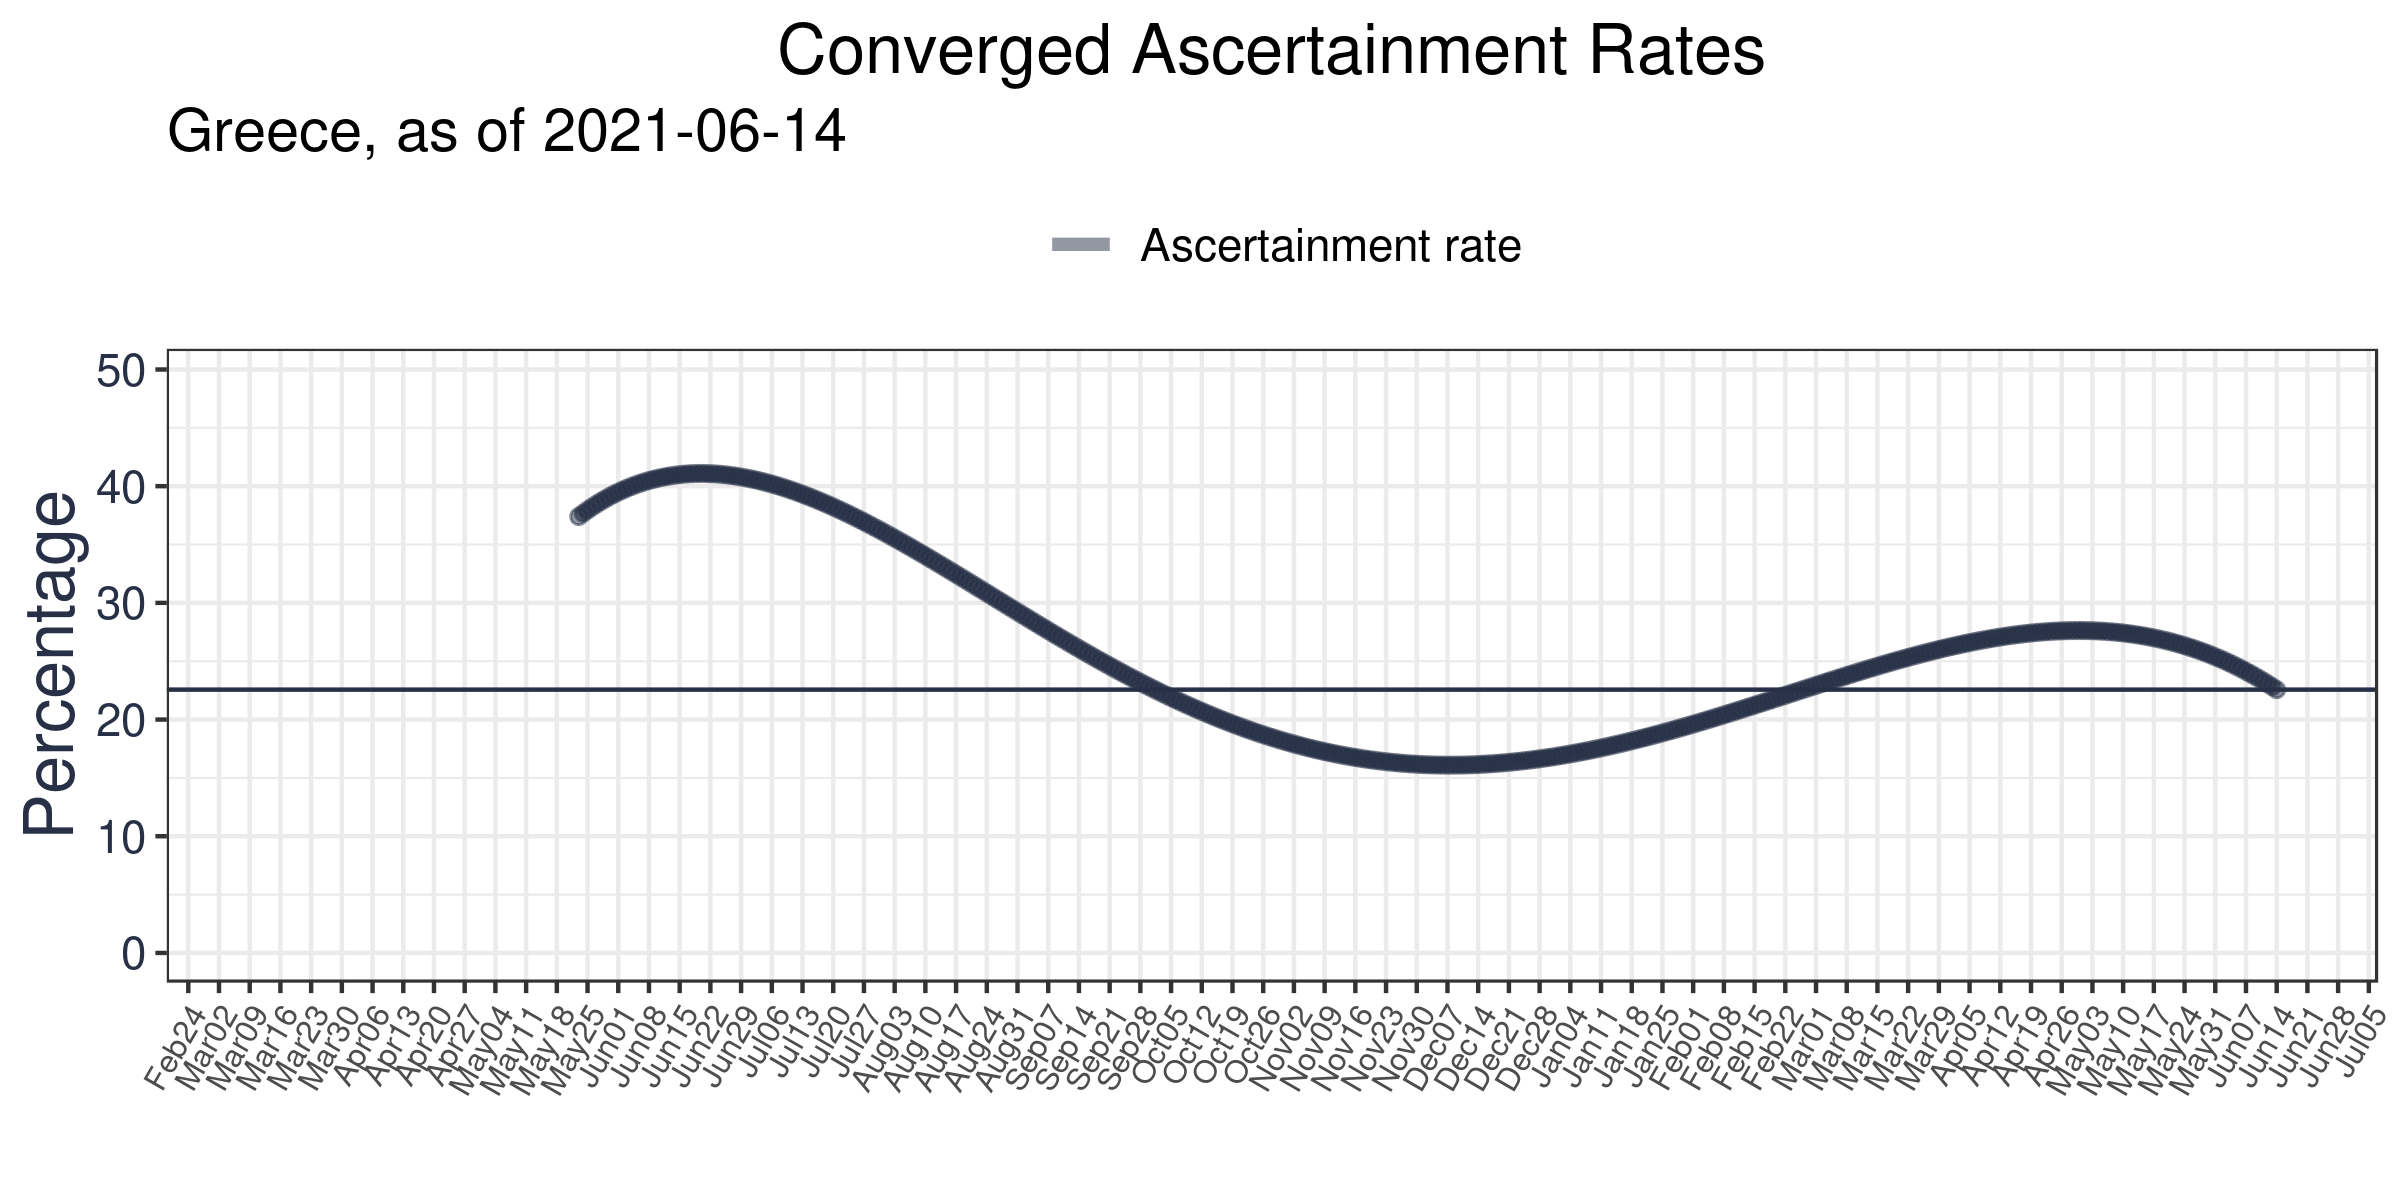 Converged Ascertainment Rates
Greece, as of 2021-06-14
Ascertainment rate
Percentage
50
40
30
20
10
0
Feb24 Mar02 Mar09 Mar16 Mar23 Mar30 Apr06 Apr13 Apr20 Apr27 May04 May11 May18 May25 Jun01 Jun08 Jun15 Jun22 Jun29 Jul06 Jul13 Jul20 Jul27 Aug03 Aug10 Aug17 Aug24 Aug31 Sep07 Sep14 Sep21 Sep28 Oct05 Oct12 Oct19 Oct26 Nov02 Nov09 Nov16 Nov23 Nov30 Dec07 Dec14 Dec21 Dec28 Jan04 Jan11 Jan18 Jan25 Feb01 Feb08 Feb15 Feb22 Mar01 Mar08 Mar15 Mar22 Mar29 Apr05 Apr12 Apr19 Apr26 May03 May10 May17 May24 May31 Jun07 Jun14 Jun21 Jun28 Jul05